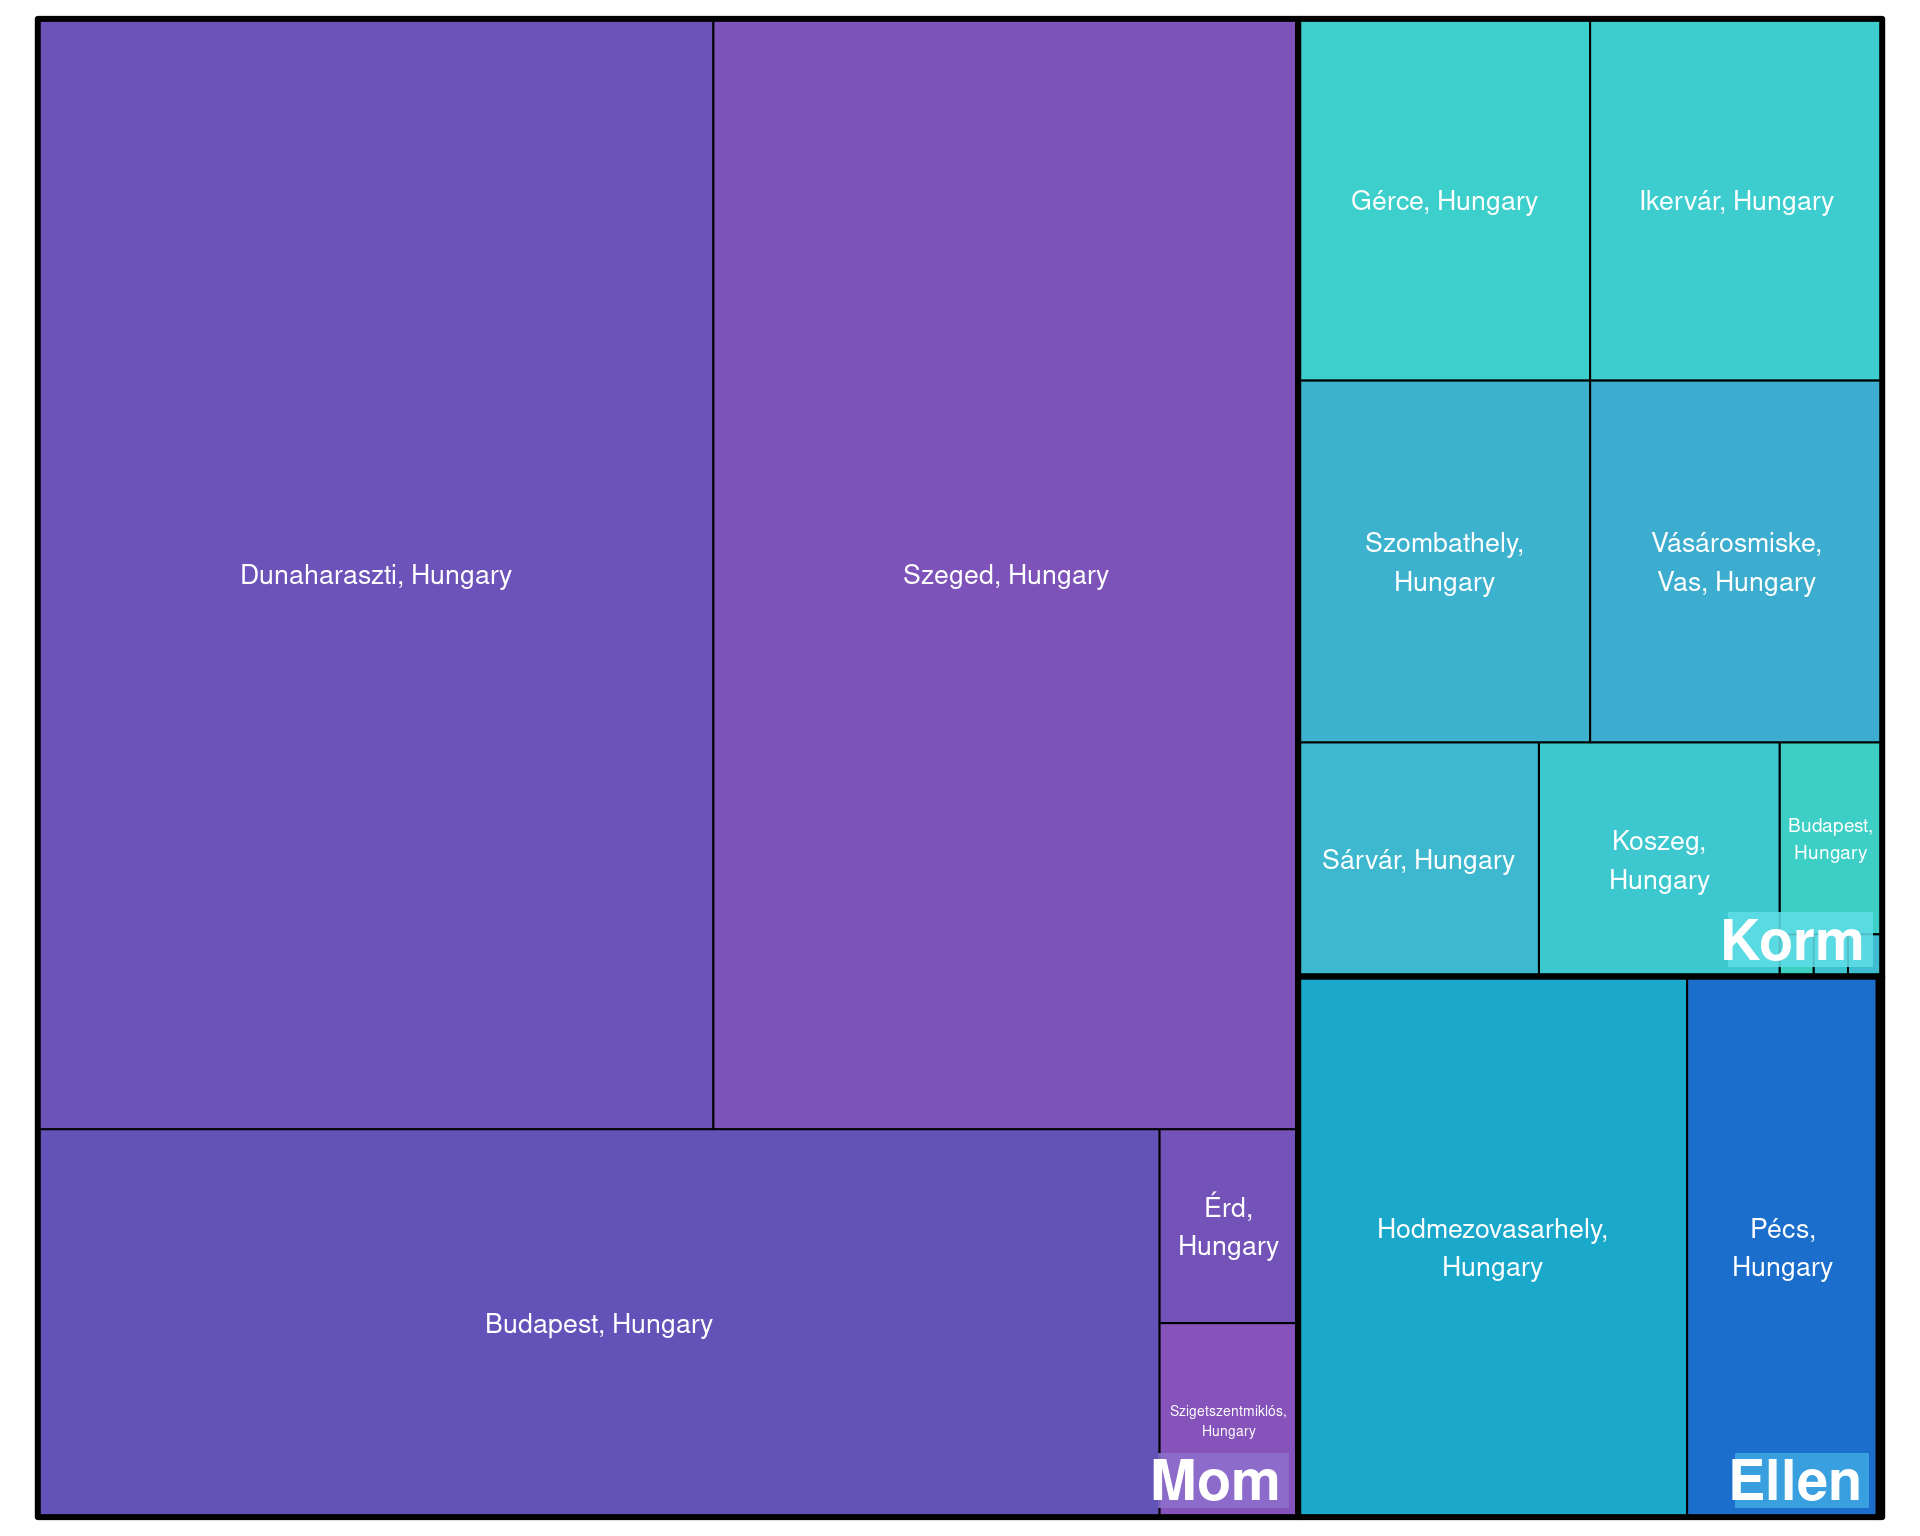 Dunaharaszti, Hungary
Szeged, Hungary
Budapest, Hungary
Érd,
Hungary
Szigetszentmiklós,
Hungary
Mom
Gérce, Hungary
Ikervár, Hungary
Szombathely,
Hungary
Vásárosmiske,
Vas, Hungary
Sárvár, Hungary
Koszeg,
Hungary
Budapest,
Hungary
Korm
Hodmezovasarhely,
Hungary
Pécs,
Hungary
Ellen